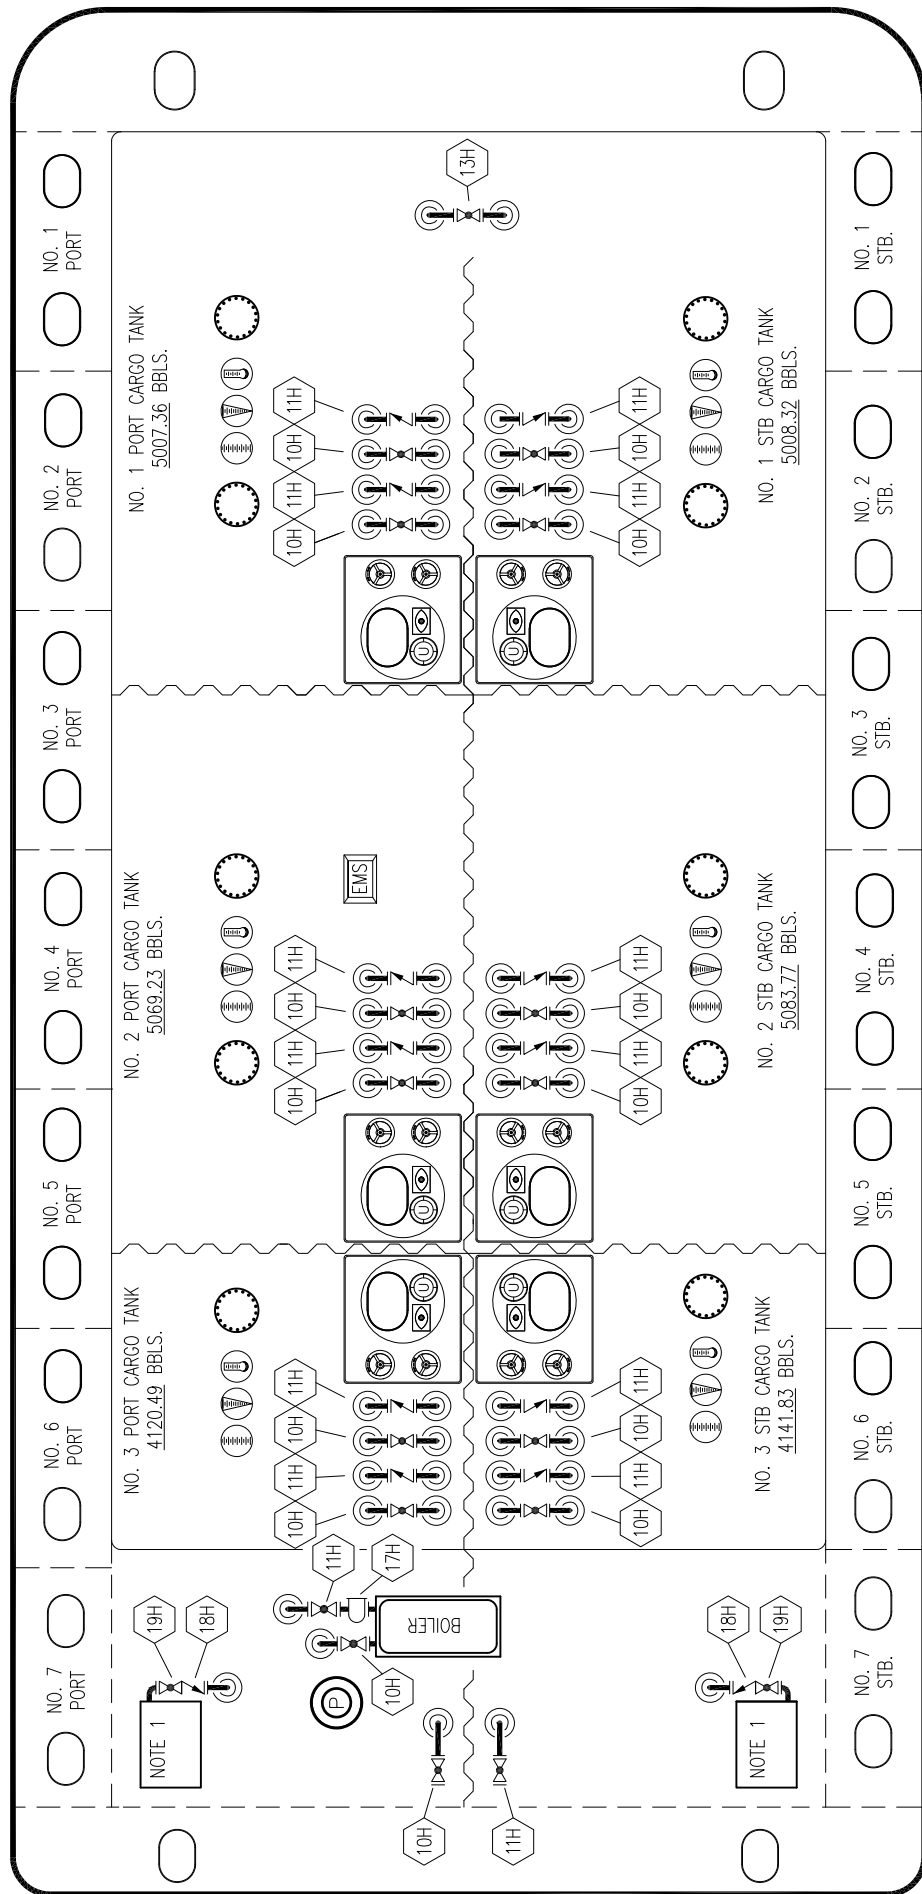 13H
NO. 1
PORT
NO. 1
STB.
NO. 1 PORT CARGO TANK
5007.36 BBLS.
NO. 1 STB CARGO TANK
5008.32 BBLS.
11H
10H
11H
10H
11H
10H
11H
10H
NO. 2
PORT
NO. 2
STB.
U
U
NO. 3
PORT
NO. 3
STB.
NO. 2 PORT CARGO TANK
5069.23 BBLS.
EMS
NO. 2 STB CARGO TANK
5083.77 BBLS.
NO. 4
PORT
NO. 4
STB.
11H
10H
11H
10H
11H
10H
11H
10H
U
U
NO. 5
PORT
NO. 5
STB.
U
U
NO. 3 PORT CARGO TANK
4120.49 BBLS.
NO. 3 STB CARGO TANK
4141.83 BBLS.
11H
10H
11H
10H
11H
10H
11H
10H
NO. 6
PORT
NO. 6
STB.
11H
17H
BOILER
10H
P
19H
18H
NOTE 1
18H
19H
NOTE 1
NO. 7
PORT
NO. 7
STB.
10H
11H